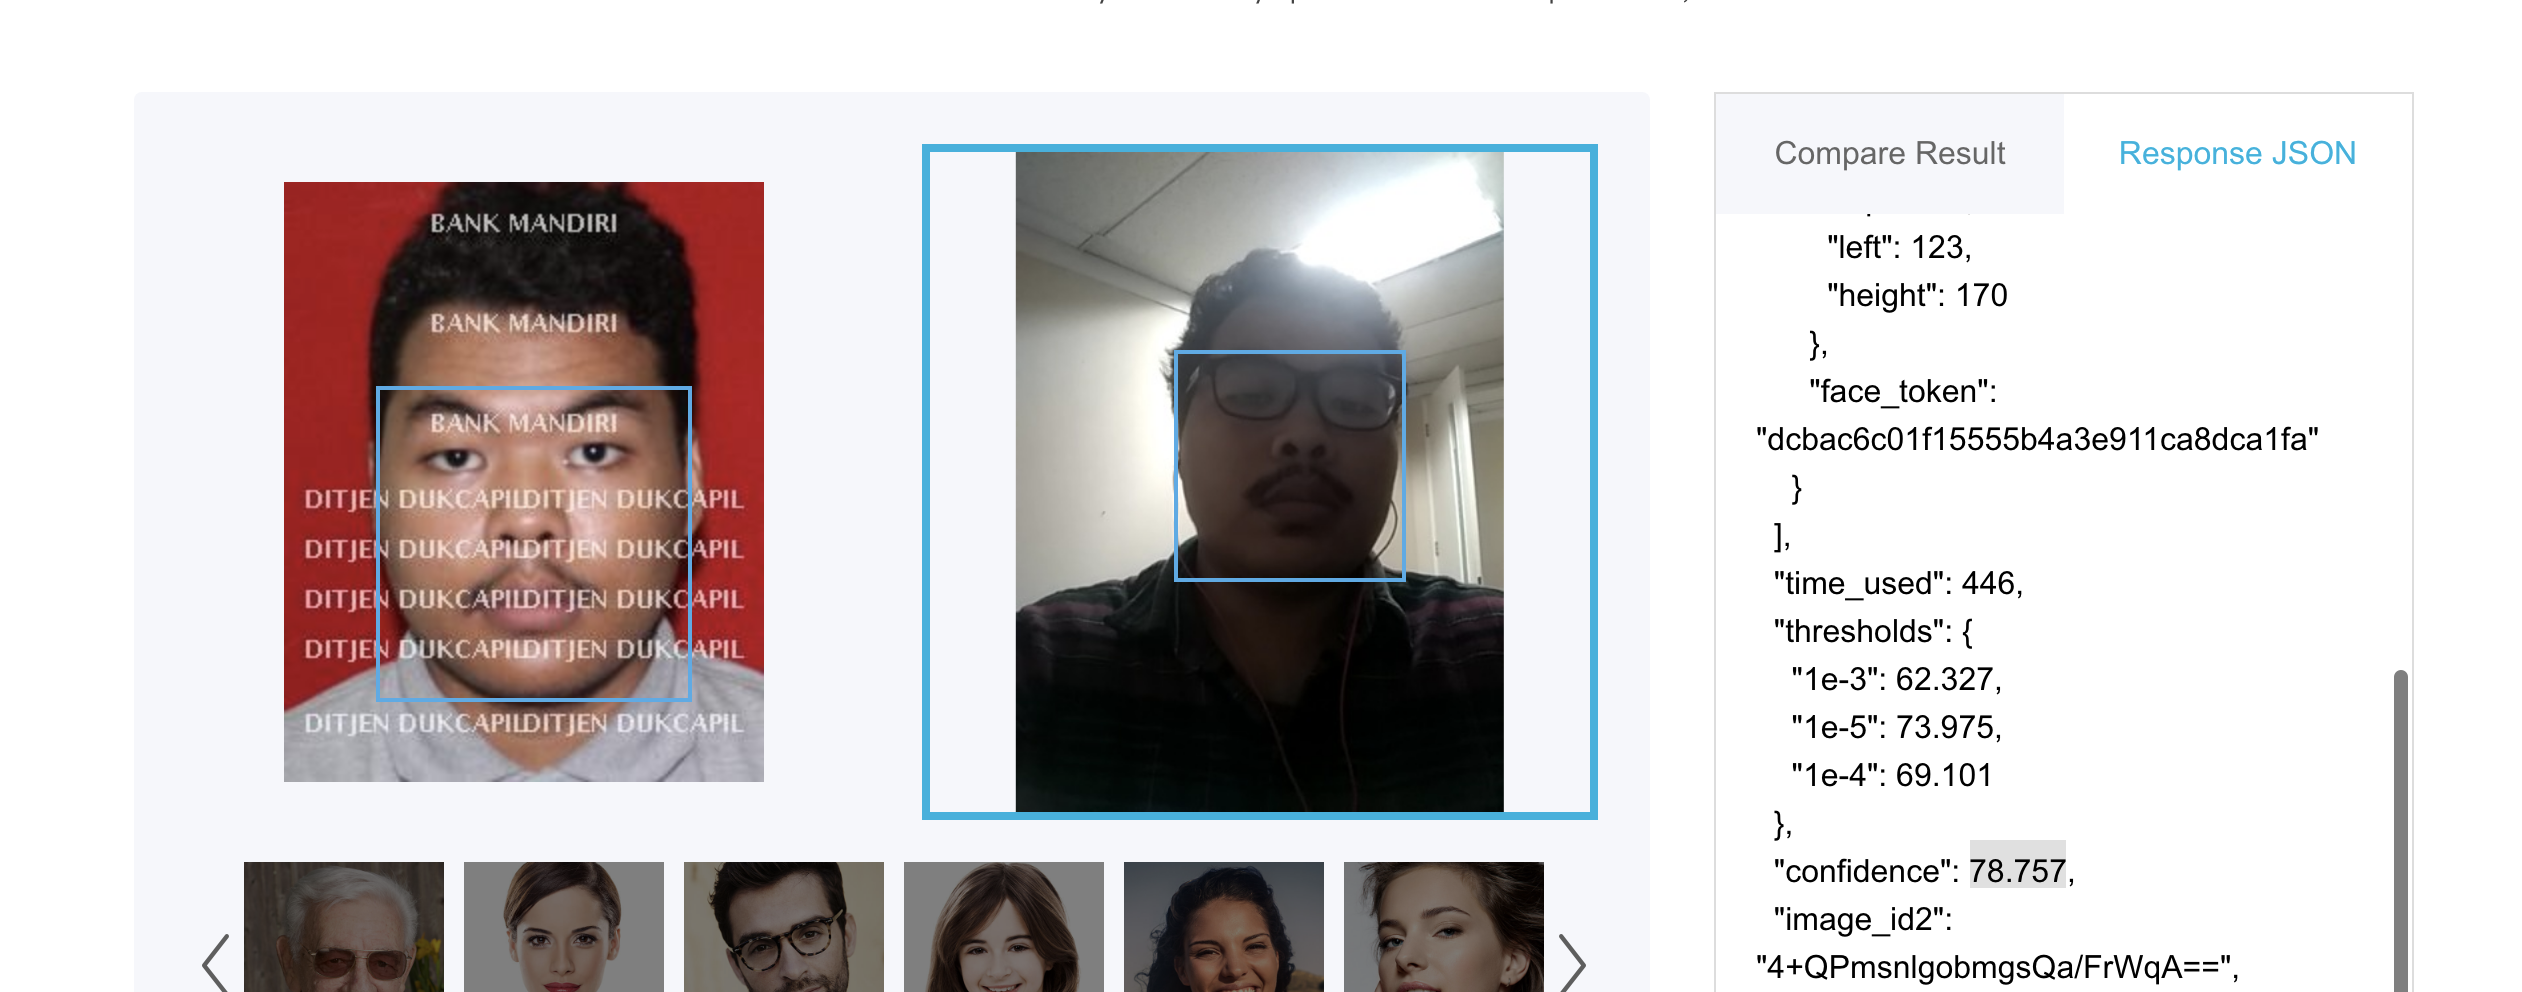 BANK MANDIRI
BANK MANDIRI
BANK MANDIRI
DITJEN DUKCAPILDITJEN DUKCAPIL
DITJEN DUKCAPILDITJEN DUKCAPIL
DITJEN DUKCAPILDITJEN DUKCAPIL
DITJEN DUKCAPILDITJEN DUKCAPIL
DITJEN DUKCAPILDITJEN DUKCAPIL
Compare Result
Response JSON
"left": 123,
"height": 170
},
"face_token":
"dcbac6c01f15555b4a3e911ca8dca1fa"
}
],
"time_used": 446,
"thresholds": {
"1e-3": 62.327,
"1e-5": 73.975,
"1e-4": 69.101
},
"confidence": 78.757,
"image_id2":
"4+QPmsnlgobmgsQa/FrWqA==",